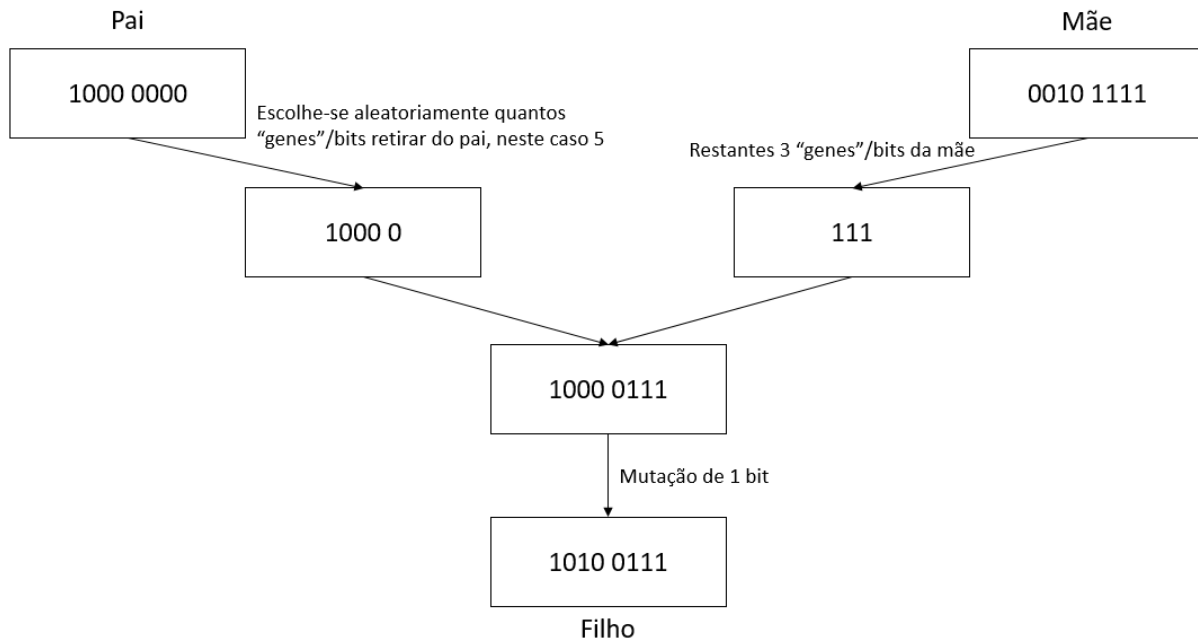 Pai
Mãe
1000 0000
0010 1111
Escolhe-se aleatoriamente quantos
“genes”/bits retirar do pai, neste caso 5
Restantes 3 “genes”/bits da mãe
1000 0
111
1000 0111
Mutação de 1 bit
1010 0111
Filho